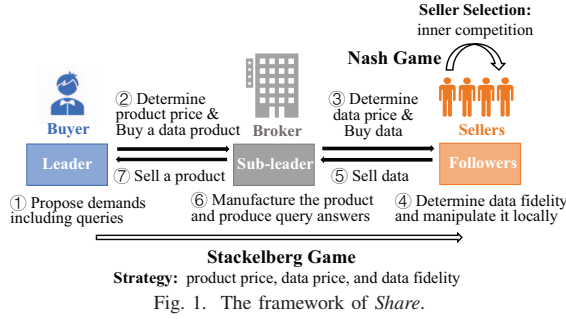 Seller Selection:
inner competition
Nash Game
② Determine
product price &
Buy a data product
③ Determine
data price &
Buy data
Buyer
Broker
Sellers
Leader
Sub-leader
Followers
⑦ Sell a product
⑤ Sell data
① Propose demands
including queries
⑥ Manufacture the product
and produce query answers
④ Determine data fidelity
and manipulate it locally
Stackelberg Game
Strategy: product price, data price, and data fidelity
Fig. 1. The framework of Share.